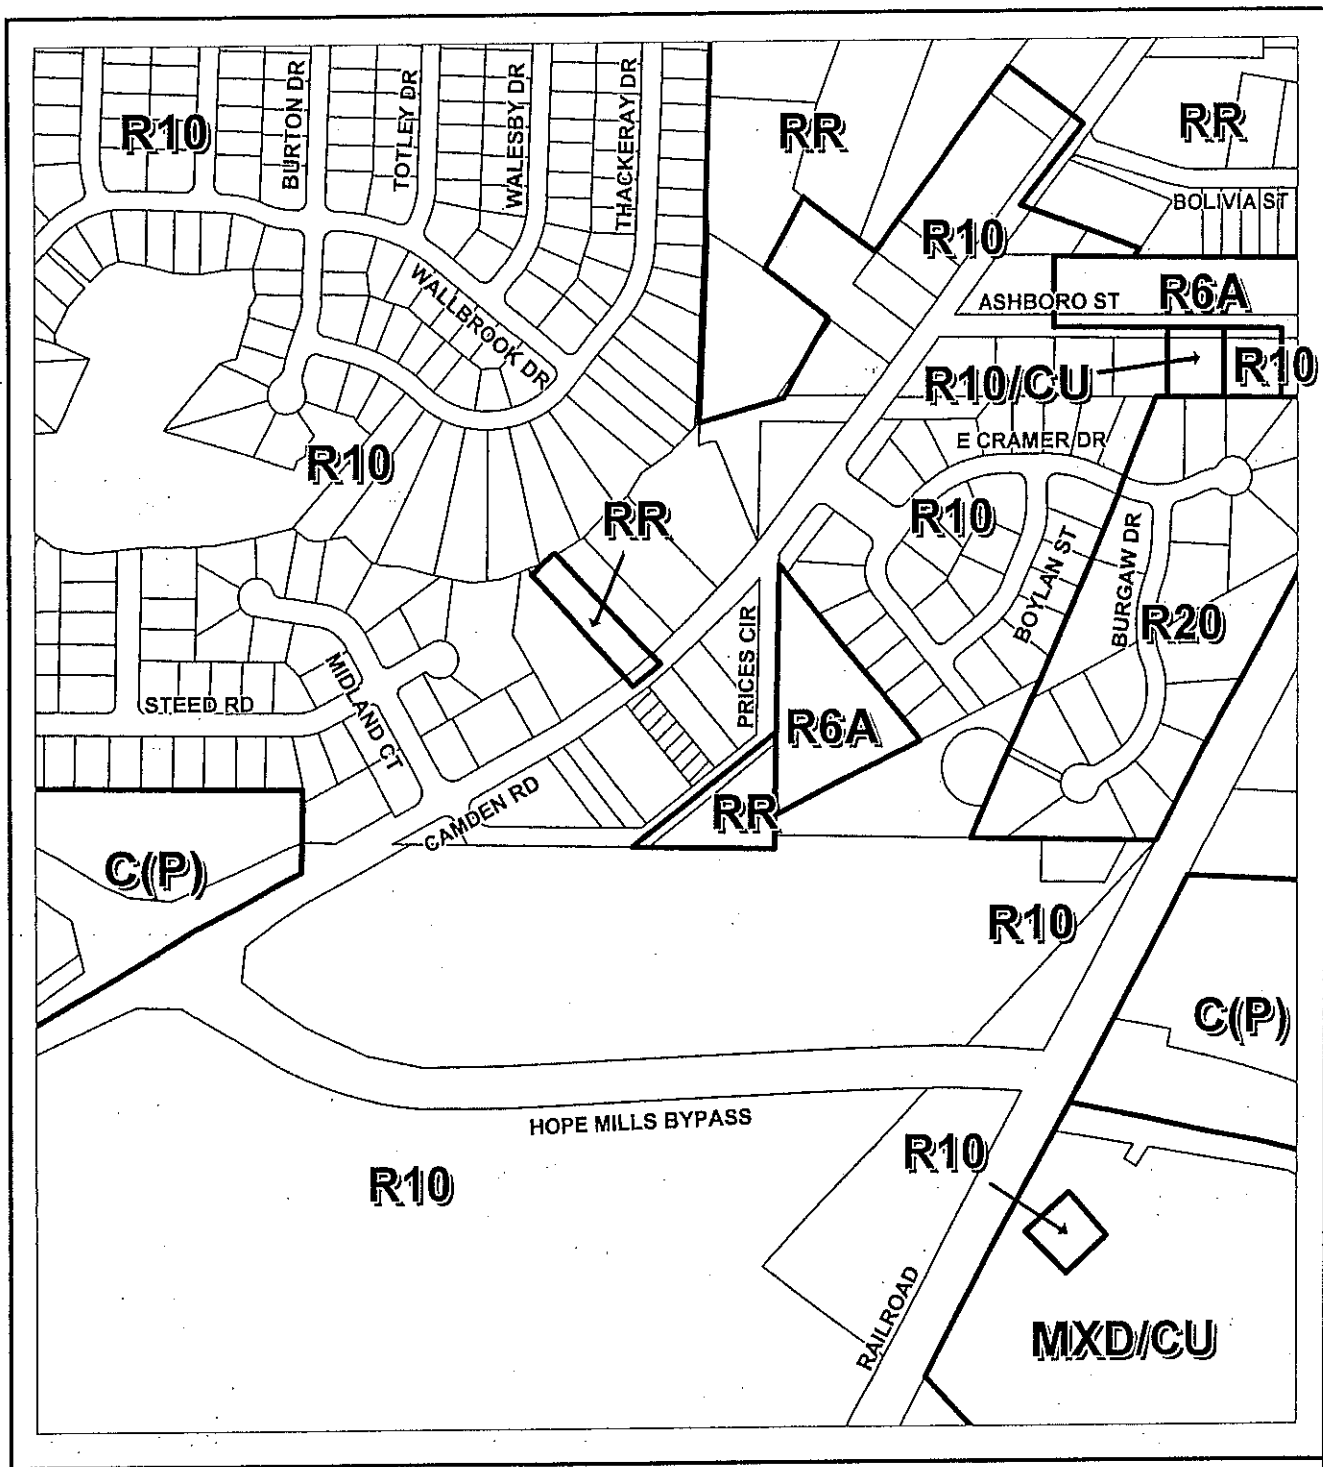 R10
BURTON DR
TOTLEY DR
WALESBY DR
THACKERAY DR
RR
RR
BOLIVIA ST
R10
WALLBROOK DR
ASHBORO ST
R6A
R10/CU
R10
E CRAMER DR
R10
RR
R10
BOYLAN ST
BURGAW DR
R20
STEED RD
MIDLAND CT
PRICES CIR
R6A
RR
CAMDEN RD
C(P)
R10
C(P)
HOPE MILLS BYPASS
R10
R10
RAILROAD
MXD/CU